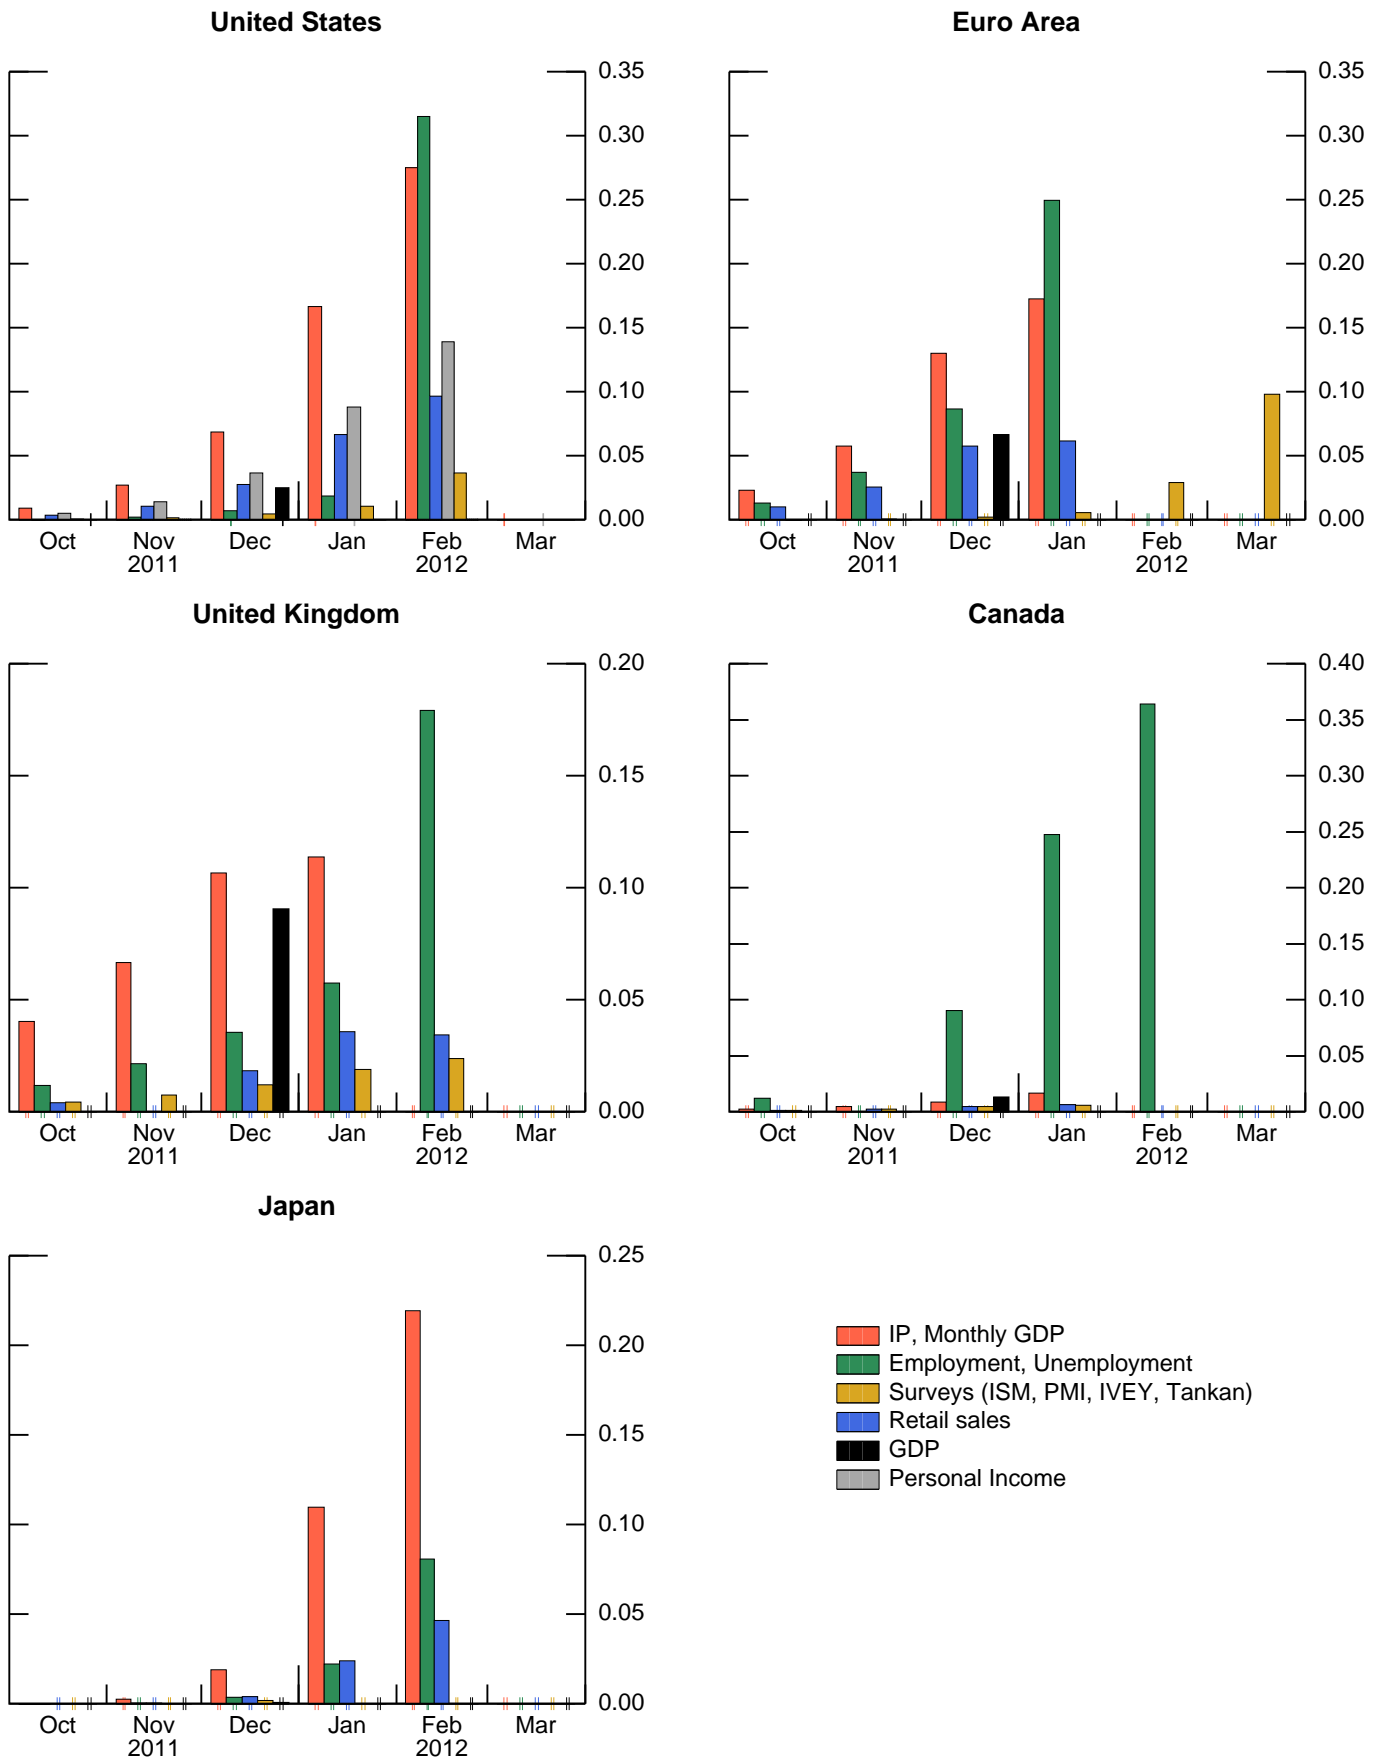 United States
0.35
0.30
0.25
0.20
0.15
0.10
0.05
0.00
Oct Nov Dec Jan Feb Mar
2011 2012
Euro Area
0.35
0.30
0.25
0.20
0.15
0.10
0.05
0.00
Oct Nov Dec Jan Feb Mar
2011 2012
United Kingdom
0.20
0.15
0.10
0.05
0.00
Oct Nov Dec Jan Feb Mar
2011 2012
Canada
0.40
0.35
0.30
0.25
0.20
0.15
0.10
0.05
0.00
Oct Nov Dec Jan Feb Mar
2011 2012
Japan
0.25
0.20
0.15
0.10
0.05
0.00
Oct Nov Dec Jan Feb Mar
2011 2012
IP, Monthly GDP
Employment, Unemployment
Surveys (ISM, PMI, IVEY, Tankan)
Retail sales
GDP
Personal Income